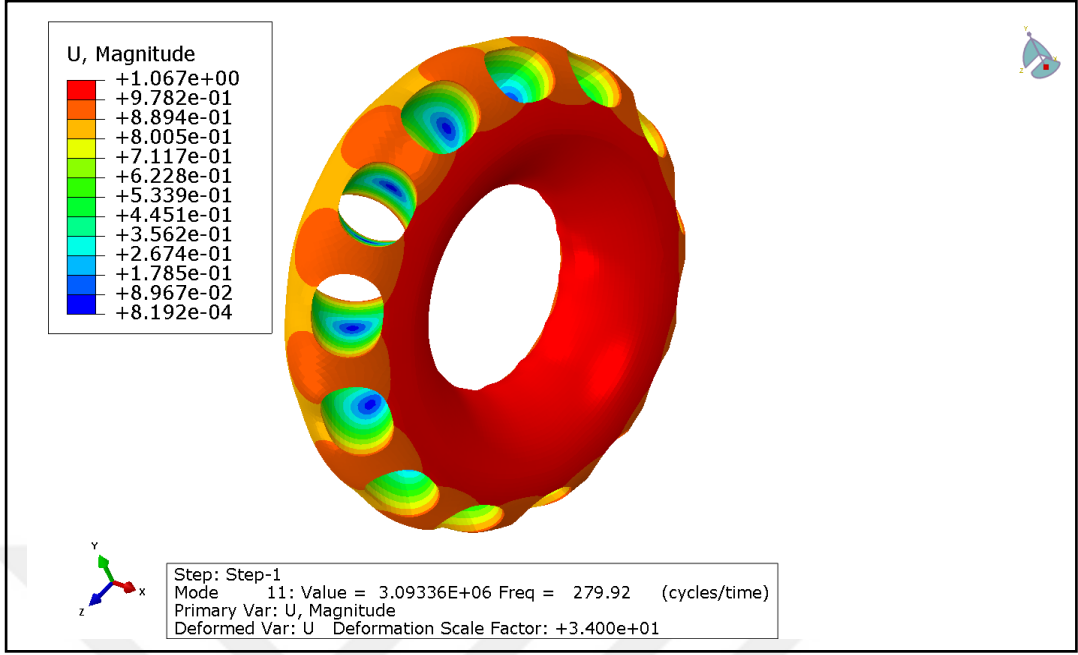 U, Magnitude
+1.067e+00
+9.782e-01
+8.894e-01
+8.005e-01
+7.117e-01
+6.228e-01
+5.339e-01
+4.451e-01
+3.562e-01
+2.674e-01
+1.785e-01
+8.967e-02
+8.192e-04
Y
Z
Y
X
Z
Step: Step-1
Mode 11: Value = 3.09336E+06 Freq = 279.92 (cycles/time)
Primary Var: U, Magnitude
Deformed Var: U Deformation Scale Factor: +3.400e+01